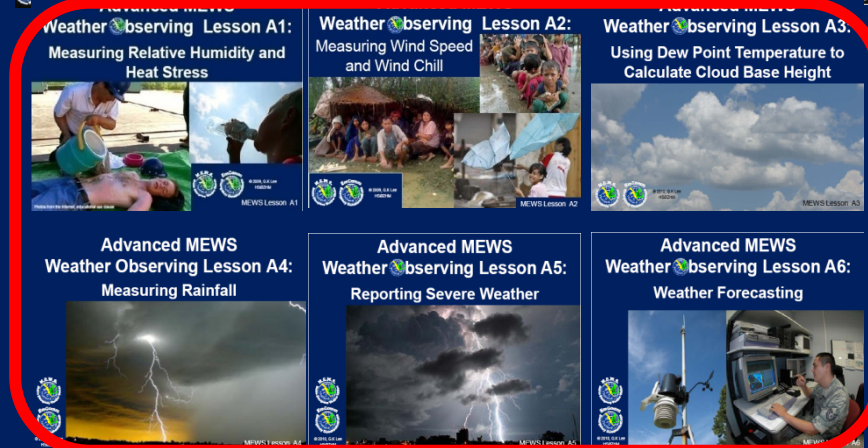 Advanced MEWS
Weather Observing Lesson A1:
Measuring Relative Humidity and
Heat Stress
MEWS Lesson A1
Weather Observing Lesson A2:
Measuring Wind Speed
and Wind Chill
MEWS Lesson A2
Advanced MEWS
Weather Observing Lesson A3:
Using Dew Point Temperature to
Calculate Cloud Base Height
MEWS Lesson A3
Advanced MEWS
Weather Observing Lesson A4:
Measuring Rainfall
MEWS Lesson A4
Advanced MEWS
Weather Observing Lesson A5:
Reporting Severe Weather
MEWS Lesson A5
Advanced MEWS
Weather Observing Lesson A6:
Weather Forecasting
MEWS Lesson A6